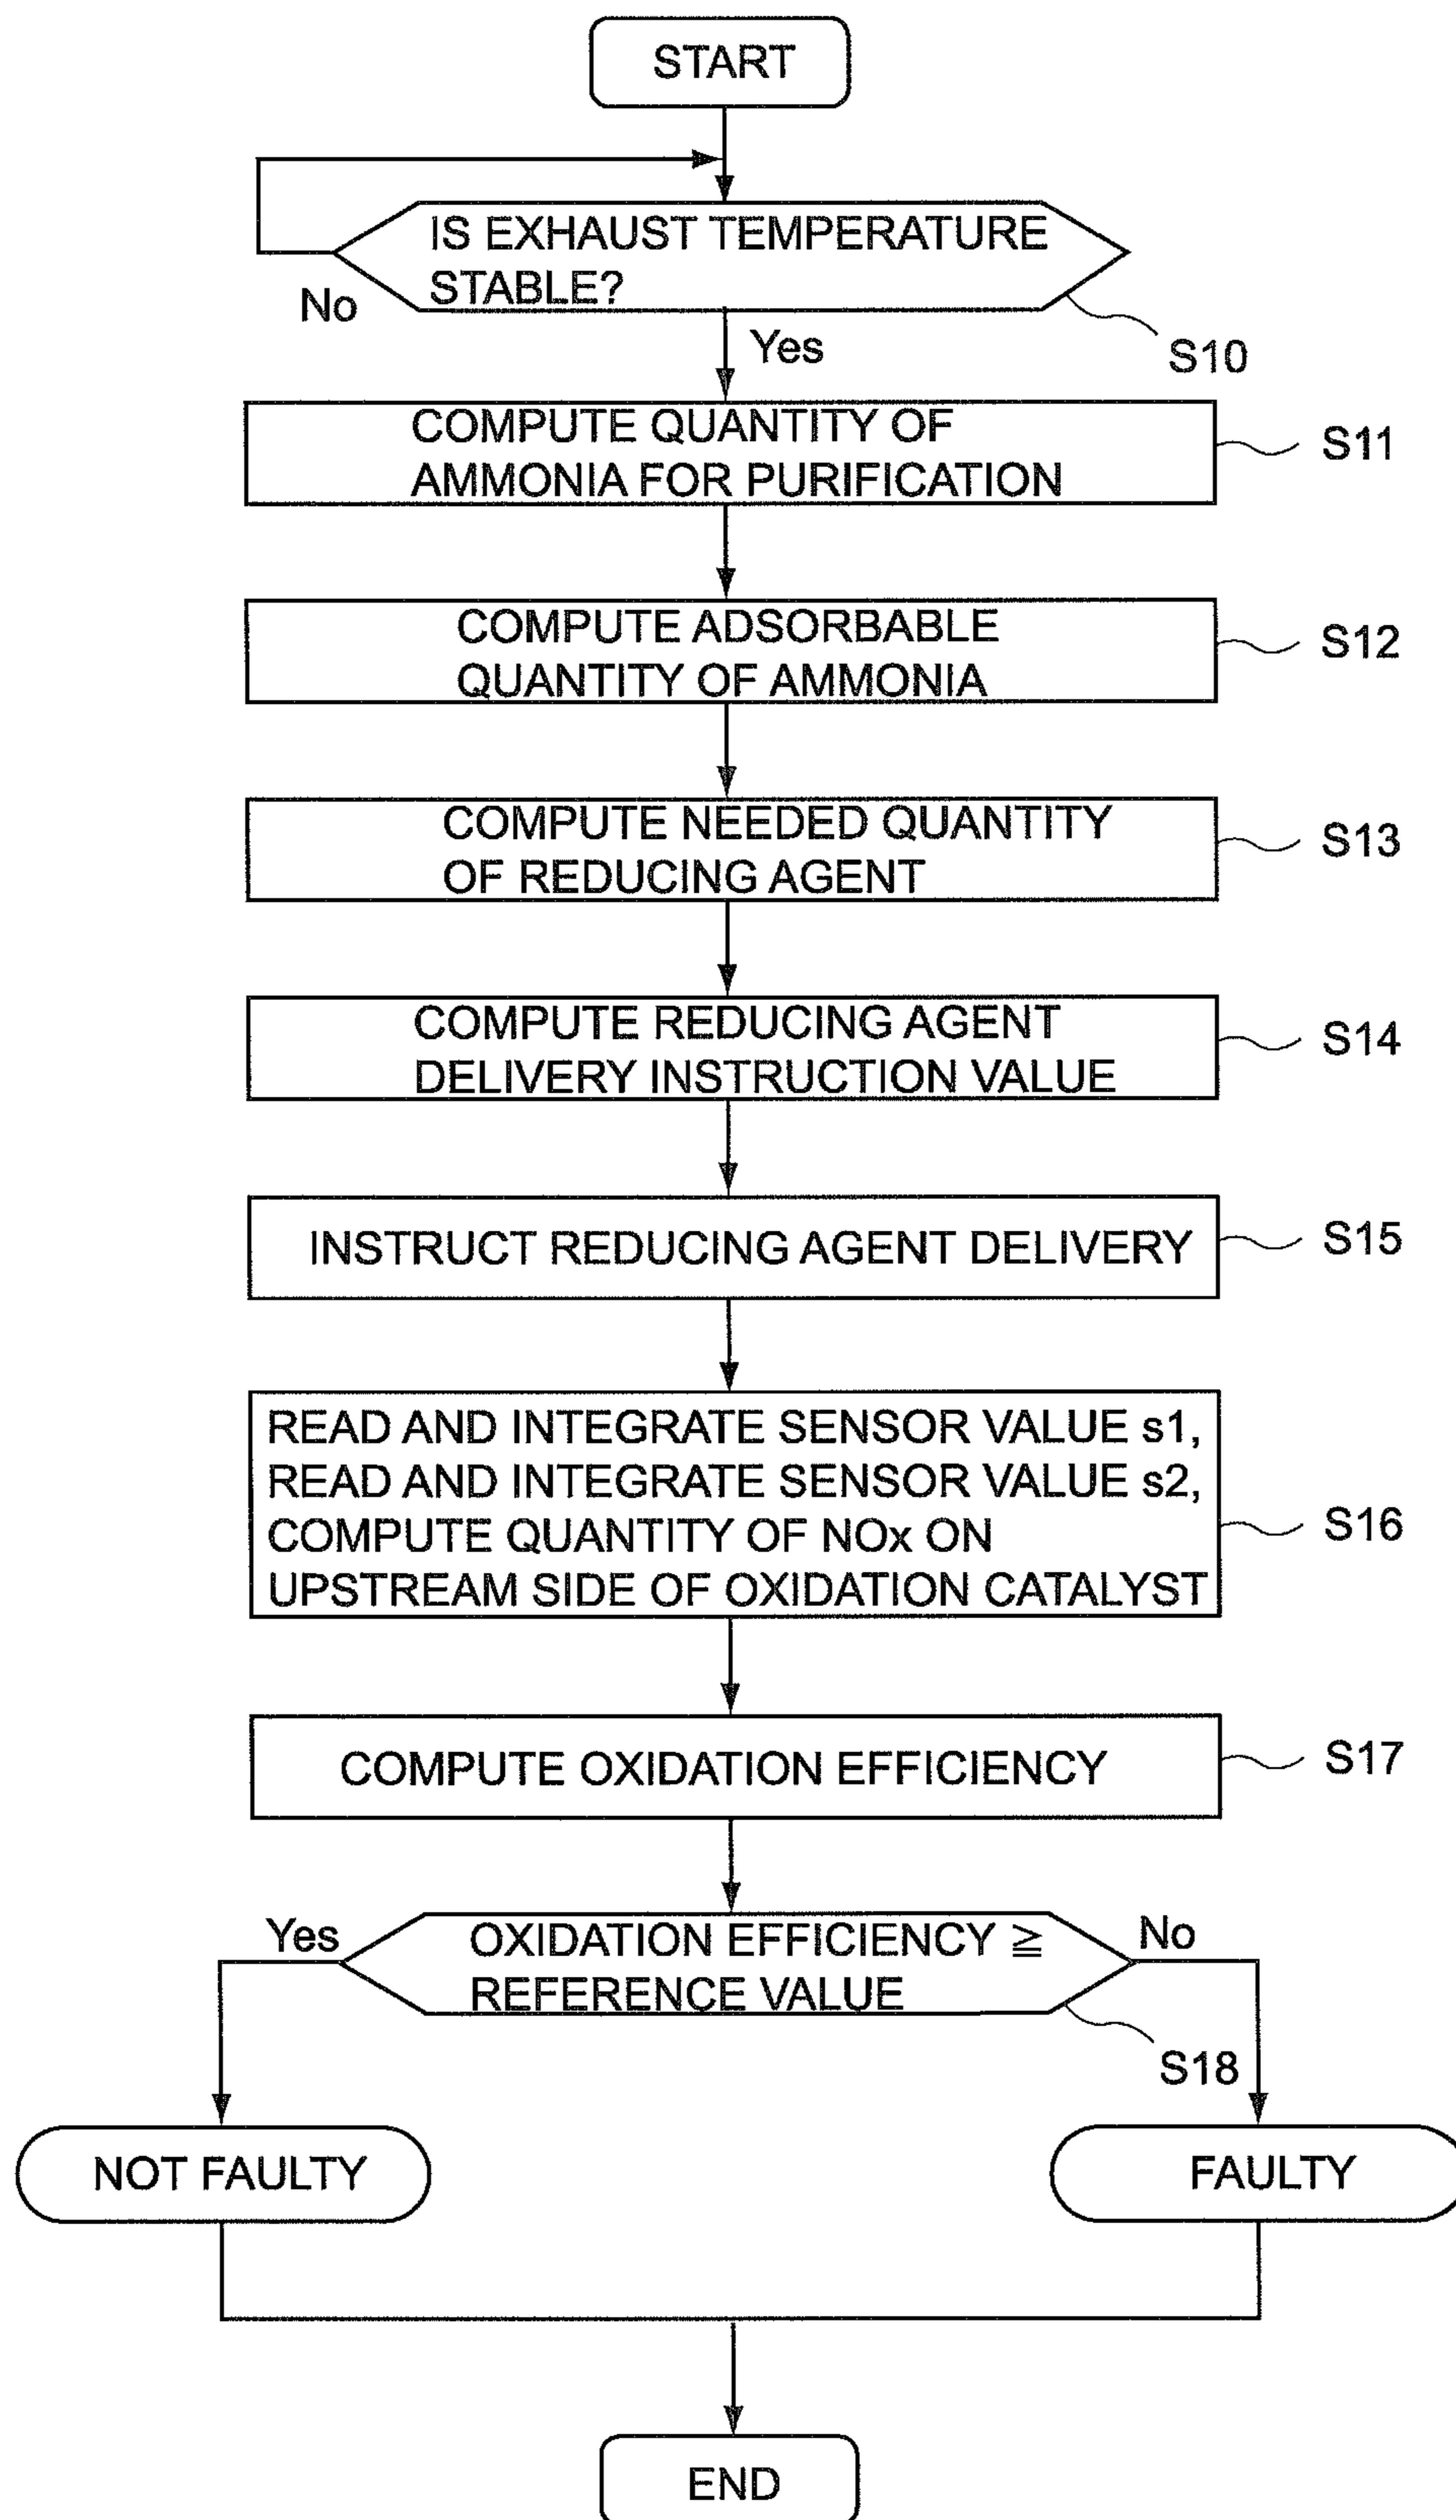 START
IS EXHAUST TEMPERATURE
STABLE?
No
Yes
S10
COMPUTE QUANTITY OF
AMMONIA FOR PURIFICATION
S11
COMPUTE ADSORBABLE
QUANTITY OF AMMONIA
S12
COMPUTE NEEDED QUANTITY
OF REDUCING AGENT
S13
COMPUTE REDUCING AGENT
DELIVERY INSTRUCTION VALUE
S14
INSTRUCT REDUCING AGENT DELIVERY
S15
READ AND INTEGRATE SENSOR VALUE s1,
READ AND INTEGRATE SENSOR VALUE s2,
COMPUTE QUANTITY OF NOx ON
UPSTREAM SIDE OF OXIDATION CATALYST
S16
COMPUTE OXIDATION EFFICIENCY
S17
Yes
OXIDATION EFFICIENCY ≧
REFERENCE VALUE
No
S18
NOT FAULTY
FAULTY
END